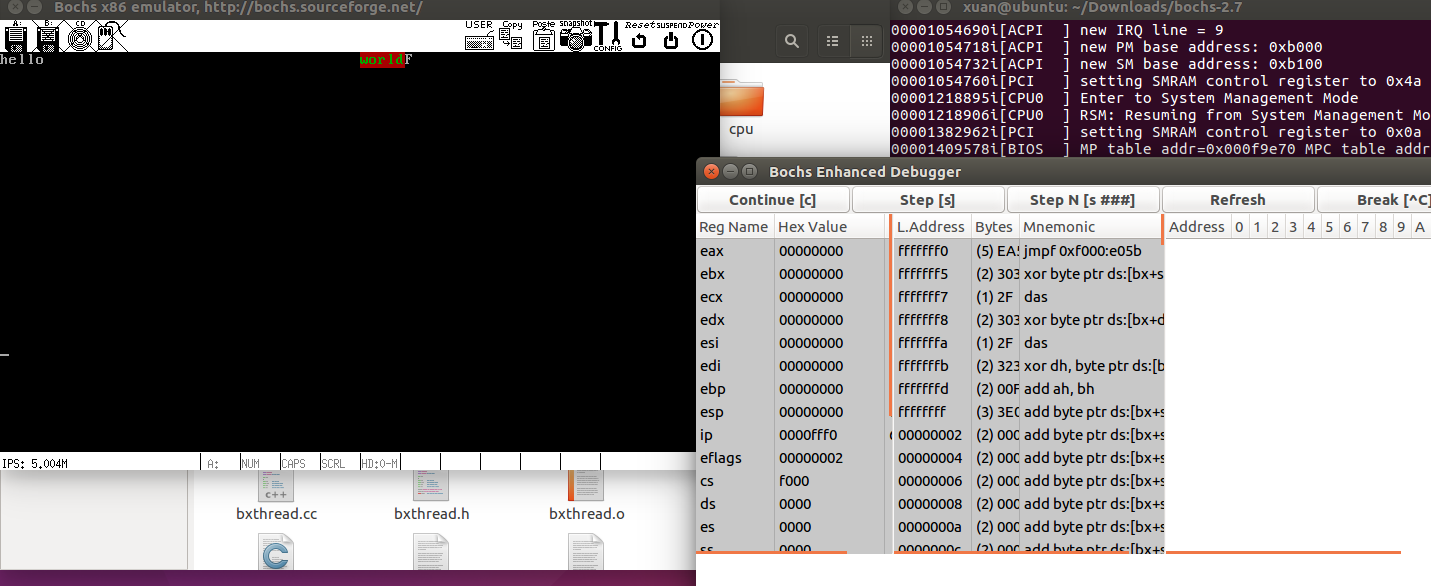 Bochs x86 emulator, http://bochs.sourceforge.net/
A: B: CD
USER Copy Paste snapshot CONFIG Reset SUSPEND Power
hello worldF
IPS: 5.004M A: NUM CAPS SCRL HD:0-M
cpu
bxthread.cc bxthread.h bxthread.o
c++
xuan@ubuntu: ~/Downloads/bochs-2.7
00001054690i[ACPI ] new IRQ line = 9
00001054718i[ACPI ] new PM base address: 0xb000
00001054732i[ACPI ] new SM base address: 0xb100
00001054760i[PCI ] setting SMRAM control register to 0x4a
00001218895i[CPU0 ] Enter to System Management Mode
00001218906i[CPU0 ] RSM: Resuming from System Management Mo
00001382962i[PCI ] setting SMRAM control register to 0x0a
00001409578i[BIOS ] MP table addr=0x000f9e70 MPC table addr
Bochs Enhanced Debugger
Continue [c] Step [s] Step N [s ###] Refresh Break [^C]
Reg Name Hex Value L.Address Bytes Mnemonic Address 0 1 2 3 4 5 6 7 8 9 A
eax 00000000 fffffff0 (5) EA5 jmpf 0xf000:e05b
ebx 00000000 fffffff5 (2) 303 xor byte ptr ds:[bx+s
ecx 00000000 fffffff7 (1) 2F das
edx 00000000 fffffff8 (2) 303 xor byte ptr ds:[bx+d
esi 00000000 fffffffa (1) 2F das
edi 00000000 fffffffb (2) 323 xor dh, byte ptr ds:[b
ebp 00000000 fffffffd (2) 00F add ah, bh
esp 00000000 ffffffff (3) 3E0 add byte ptr ds:[bx+s
ip 0000fff0 00000002 (2) 000 add byte ptr ds:[bx+s
eflags 00000002 00000004 (2) 000 add byte ptr ds:[bx+s
cs f000 00000006 (2) 000 add byte ptr ds:[bx+s
ds 0000 00000008 (2) 000 add byte ptr ds:[bx+s
es 0000 0000000a (2) 000 add byte ptr ds:[bx+s
ss 0000 0000000c (2) 000 add byte ptr ds:[bx+s